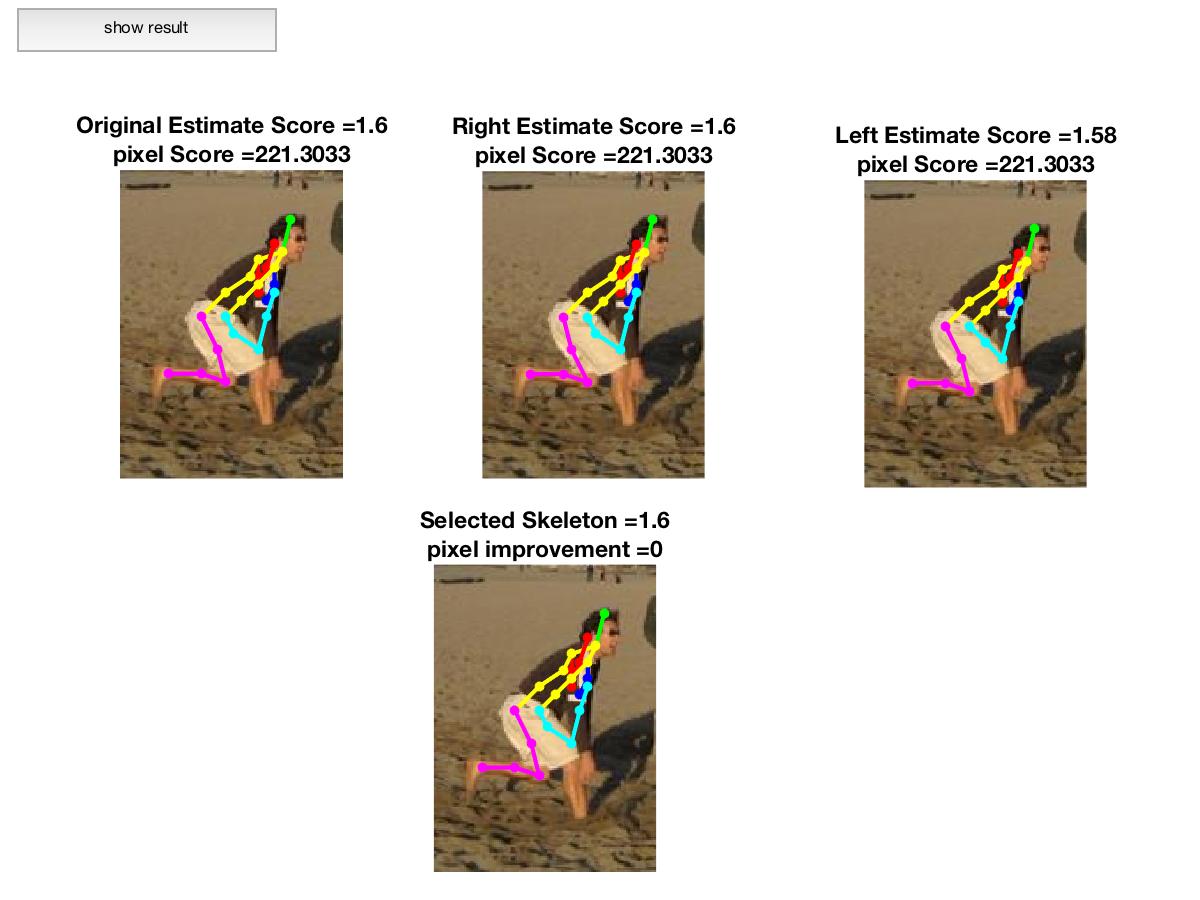 show result
Original Estimate Score =1.6
pixel Score =221.3033
Right Estimate Score =1.6
pixel Score =221.3033
Left Estimate Score =1.58
pixel Score =221.3033
Selected Skeleton =1.6
pixel improvement =0